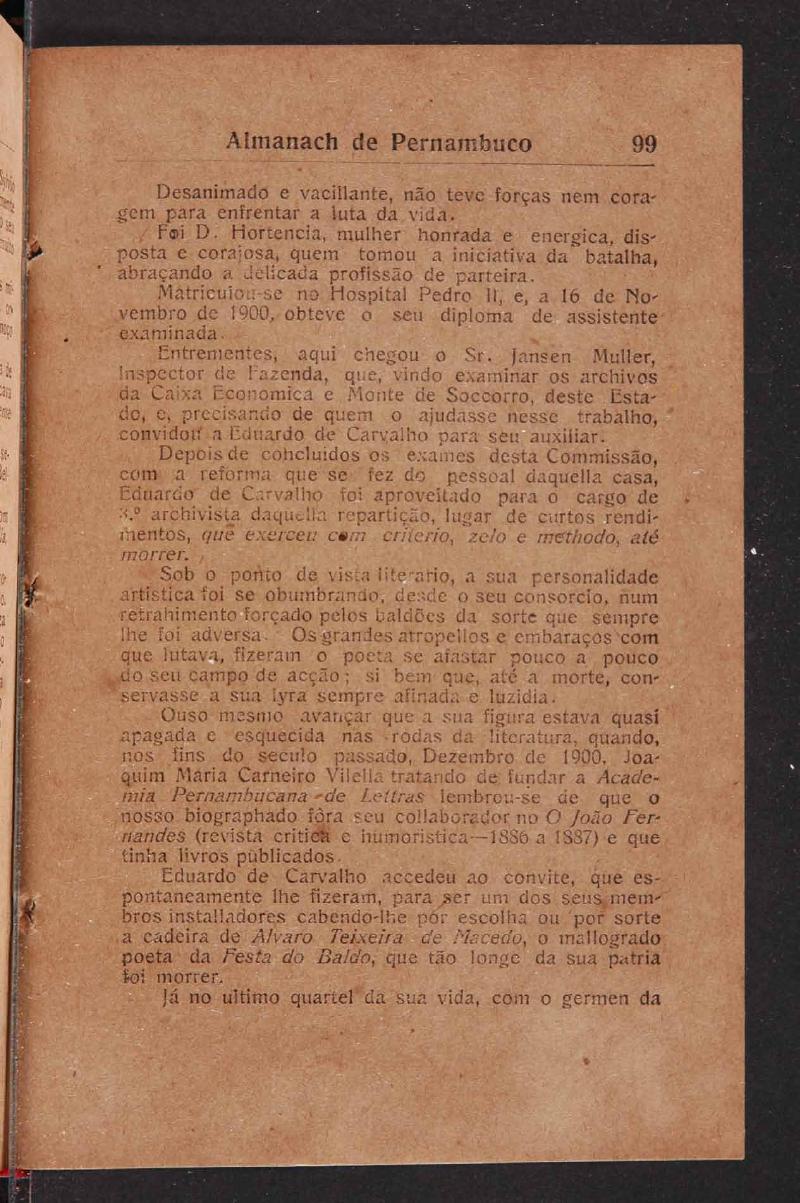 Almanach de Pernambuco 99
Desanimado e vacillante, não teve forças nem cora-
gem para enfrentar a luta da vida.
Foi D. Hortencia, mulher honrada e energica, dis-
posta e corajosa, quem tomou a iniciativa da batalha,
abraçando a delicada profissão de parteira.
Matriculou-se no Hospital Pedro II, e, a 16 de No-
vembro de 1900, obteve o seu diploma de assistente
examinada.
Entrementes, aqui chegou o Sr. Jansen Muller,
Inspector de Fazenda, que, vindo examinar os archivos
da Caixa Economica e Monte de Soccorro, deste Esta-
do, e, precisando de quem o ajudasse nesse trabalho,
convidou a Eduardo de Carvalho para seu auxiliar.
Depois de concluidos os exames desta Commissão,
com a reforma que se fez do pessoal daquella casa,
Eduardo de Carvalho foi aproveitado para o cargo de
3.º archivista daquella repartição, lugar de curtos rendi-
mentos, que exerceu com criterio, zelo e methodo, até
morrer.
Sob o ponto de vista literario, a sua personalidade
artistica foi se obumbrando, desde o seu consorcio, num
retrahimento forçado pelos baldões da sorte que sempre
lhe foi adversa. Os grandes atropellos e embaraços com
que lutava, fizeram o poeta se afastar pouco a pouco
do seu campo de acção; si bem que, até a morte, con-
servasse a sua lyra sempre afinada e luzidia.
Ouso mesmo avançar que a sua figura estava quasi
apagada e esquecida nas rodas da literatura, quando,
nos fins do seculo passado, Dezembro de 1900, Joa-
quim Maria Carneiro Vilella tratando de fundar a Acade-
mia Pernambucana de Lettras lembrou-se de que o
nosso biographado fôra seu collaborador no O João Fer-
nandes (revista critica e humoristica—1886 a 1887) e que
tinha livros publicados.
Eduardo de Carvalho accedeu ao convite, que es-
pontaneamente lhe fizeram, para ser um dos seus mem-
bros installadores cabendo-lhe pór escolha ou por sorte
a cadeira de Alvaro Teixeira de Macedo, o mallogrado
poeta da Festa do Baldo, que tão longe da sua patria
foi morrer.
Já no ultimo quartel da sua vida, com o germen da